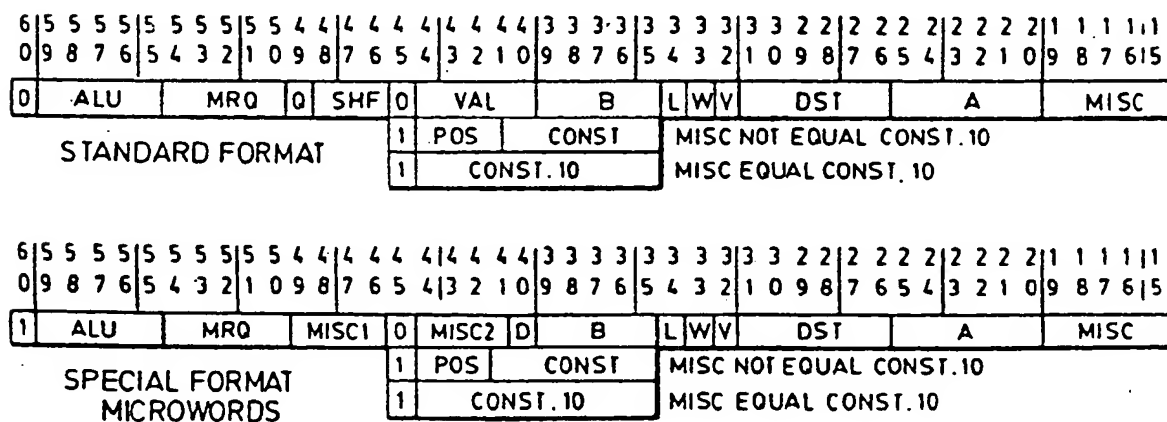 6|5 5 5 5|5 5 5 5|5 5 4 4|4 4 4 4 4 4 4 4|3 3 3 3|3 3 3 3|3 3 2 2|2 2 2 2|2 2 2 2|1 1 1 1|1
0|9 8 7 6|5 4 3 2|1 0 9 8|7 6 5 4|3 2 1 0|9 8 7 6|5 4 3 2|1 0 9 8|7 6 5 4|3 2 1 0|9 8 7 6|5
0 ALU MRQ Q SHF 0 VAL B L W V DST A MISC
1 POS CONST MISC NOT EQUAL CONST.10
STANDARD FORMAT
1 CONST.10 MISC EQUAL CONST.10
6|5 5 5 5|5 5 5 5|5 5 4 4|4 4 4 4|4 4 4 4|3 3 3 3|3 3 3 3|3 3 2 2|2 2 2 2|2 2 2 2|1 1 1 1|1
0|9 8 7 6|5 4 3 2|1 0 9 8|7 6 5 4|3 2 1 0|9 8 7 6|5 4 3 2|1 0 9 8|7 6 5 4|3 2 1 0|9 8 7 6|5
1 ALU MRQ MISC1 0 MISC2 D B L W V DST A MISC
1 POS CONST MISC NOT EQUAL CONST.10
SPECIAL FORMAT
1 CONST.10 MISC EQUAL CONST.10
MICROWORDS